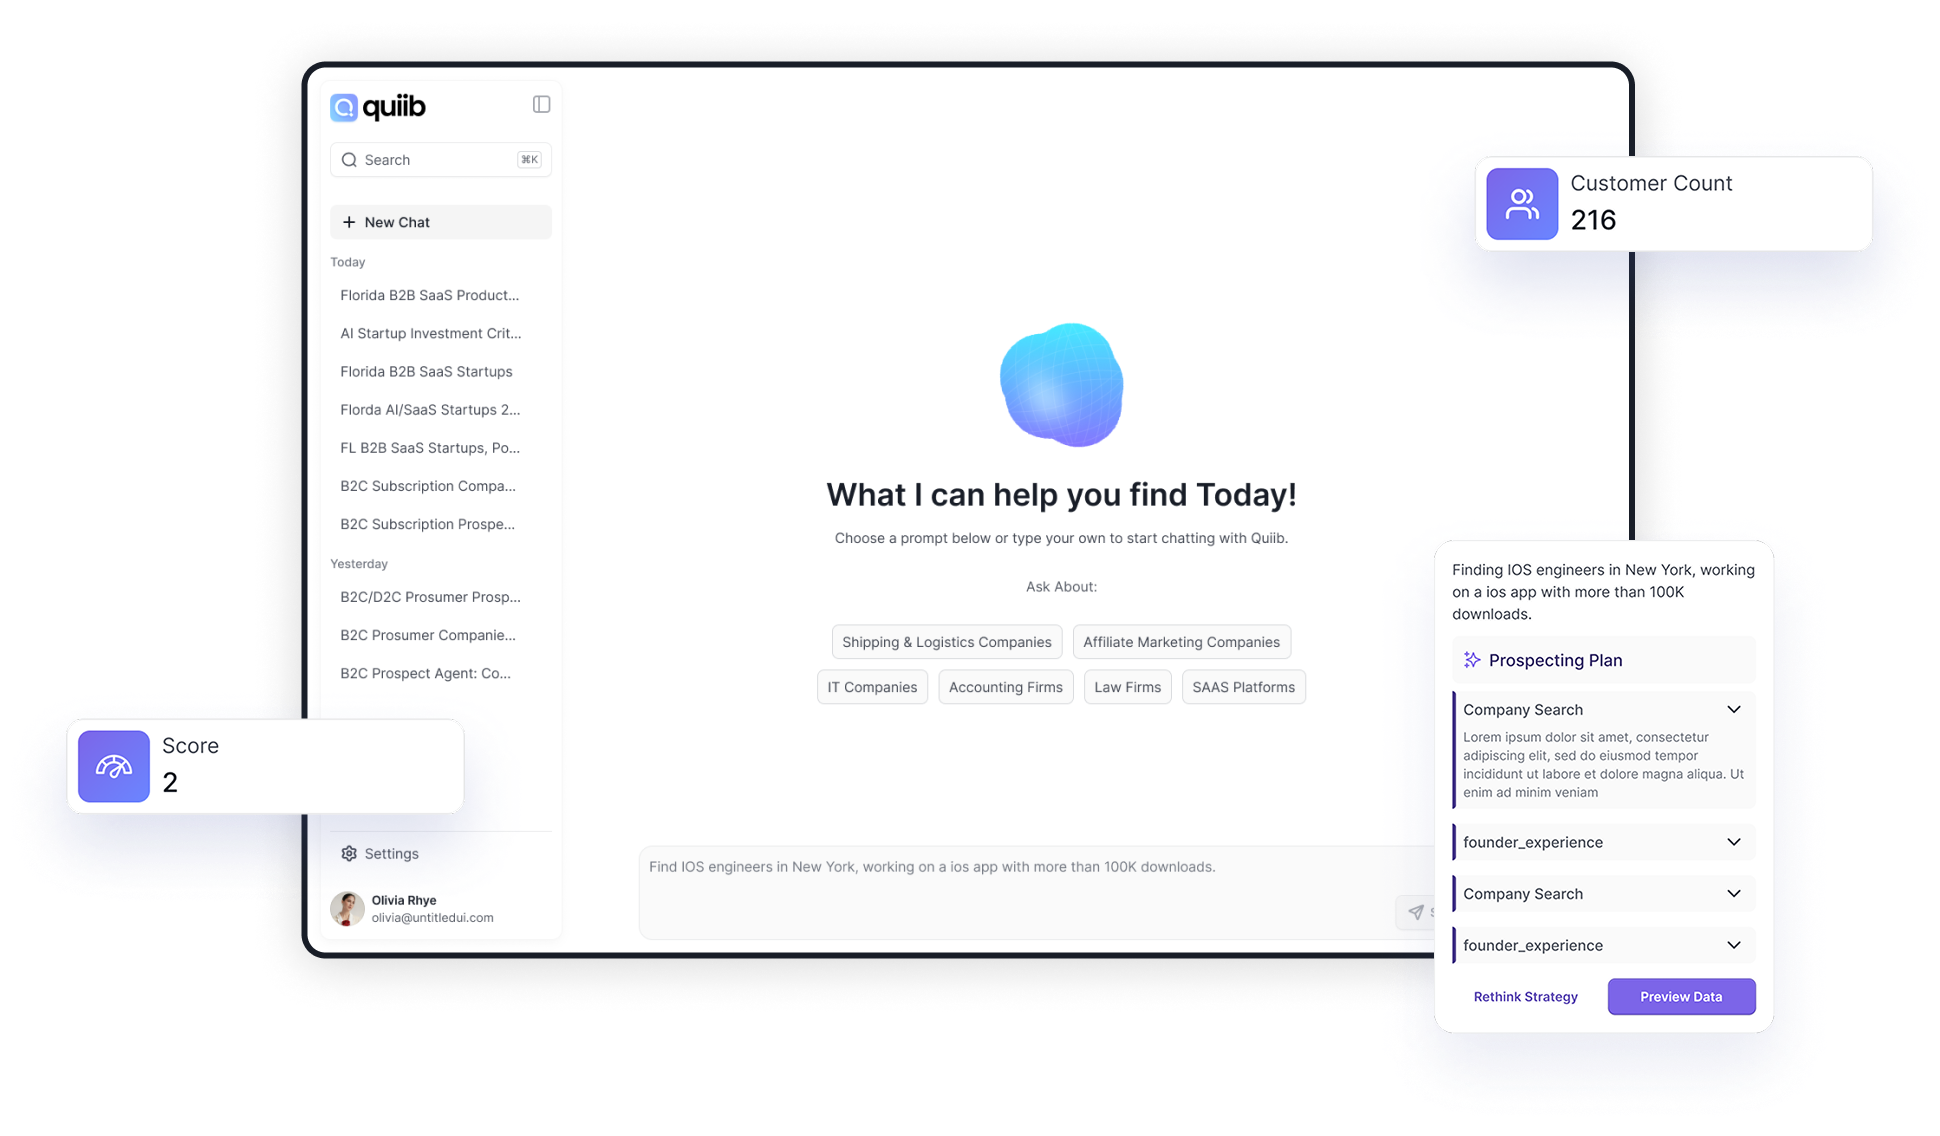 quiib
Search
⌘K
New Chat
Today
Florida B2B SaaS Product...
AI Startup Investment Crit...
Florida B2B SaaS Startups
Florda AI/SaaS Startups 2...
FL B2B SaaS Startups, Po...
B2C Subscription Compa...
B2C Subscription Prospe...
Yesterday
B2C/D2C Prosumer Prosp...
B2C Prosumer Companie...
B2C Prospect Agent: Co...
Score
2
Settings
Olivia Rhye
olivia@untitledui.com
What I can help you find Today!
Choose a prompt below or type your own to start chatting with Quiib.
Ask About:
Shipping & Logistics Companies
Affiliate Marketing Companies
IT Companies
Accounting Firms
Law Firms
SAAS Platforms
Find IOS engineers in New York, working on a ios app with more than 100K downloads.
Customer Count
216
Finding IOS engineers in New York, working
on a ios app with more than 100K
downloads.
Prospecting Plan
Company Search
Lorem ipsum dolor sit amet, consectetur
adipiscing elit, sed do eiusmod tempor
incididunt ut labore et dolore magna aliqua. Ut
enim ad minim veniam
founder_experience
Company Search
founder_experience
Rethink Strategy
Preview Data